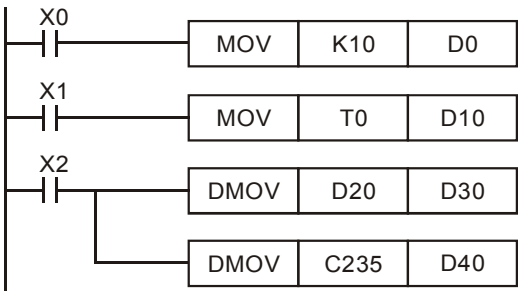 X0
MOV K10 D0
X1
MOV T0 D10
X2
DMOV D20 D30
DMOV C235 D40